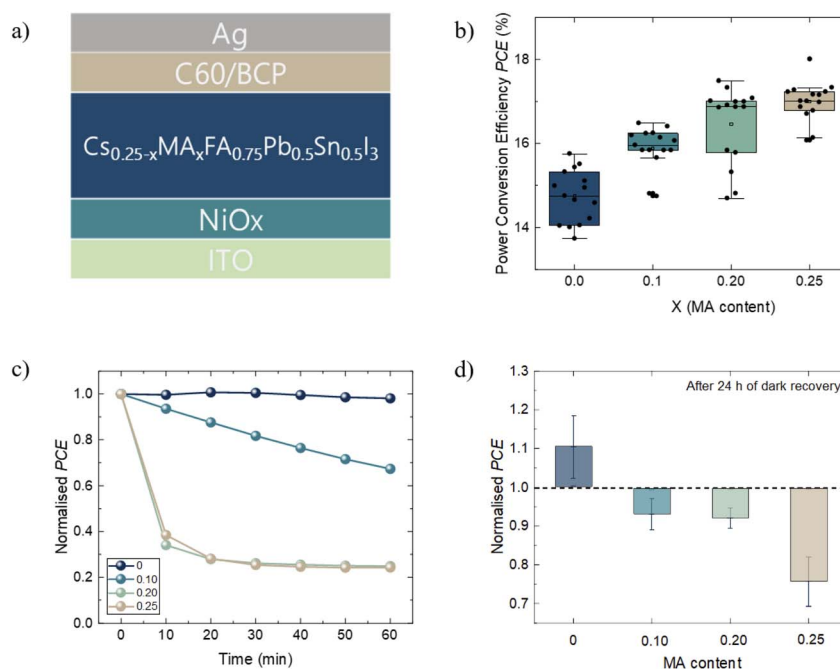 a)
Ag
C60/BCP
Cs0.25-xMAxFA0.75Pb0.5Sn0.5I3
NiOx
ITO
b)
Power Conversion Efficiency PCE (%)
18
16
14
0.0
0.1
0.20
0.25
X (MA content)
c)
Normalised PCE
1.0
0.8
0.6
0.4
0.2
0.0
0
0.10
0.20
0.25
0 10 20 30 40 50 60
Time (min)
d)
After 24 h of dark recovery
Normalised PCE
1.3
1.2
1.1
1.0
0.9
0.8
0.7
0 0.10 0.20 0.25
MA content